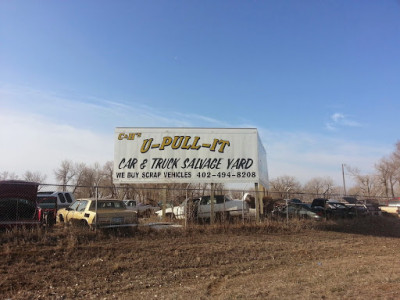 C&H's
U-PULL-IT
CAR & TRUCK SALVAGE YARD
WE BUY SCRAP VEHICLES 402-494-8208